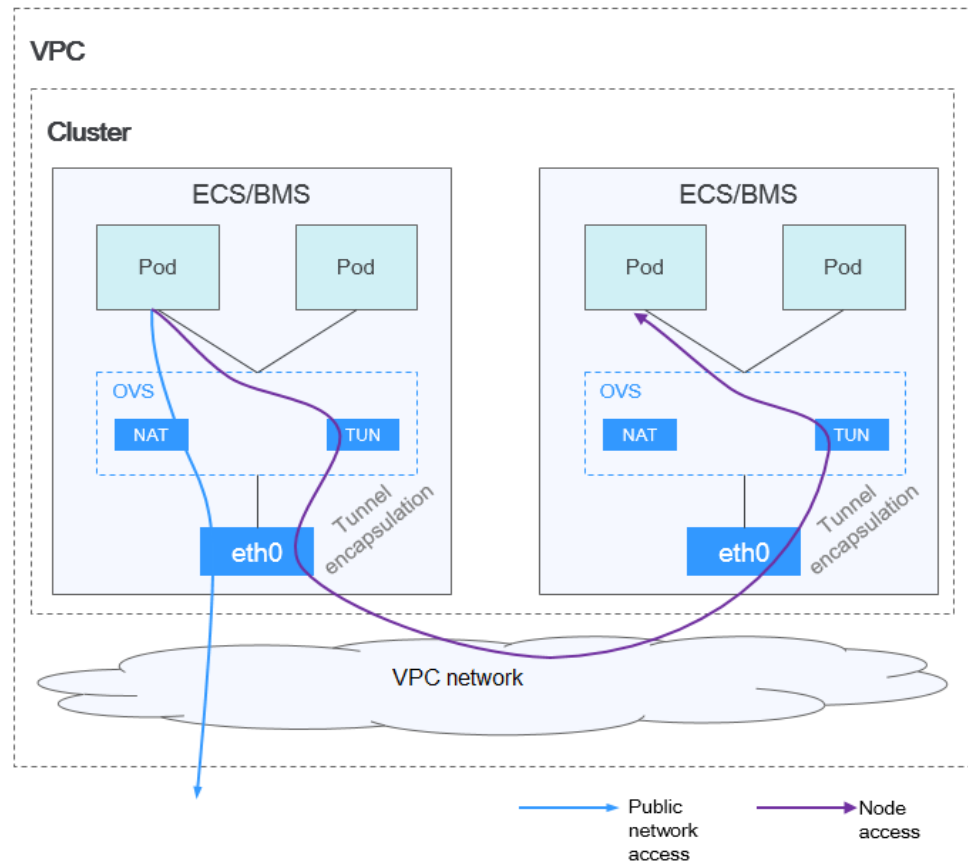 VPC
Cluster
ECS/BMS
Pod
Pod
OVS
NAT
TUN
Tunnel
encapsulation
eth0
ECS/BMS
Pod
Pod
OVS
NAT
TUN
Tunnel
encapsulation
eth0
VPC network
Public
network
access
Node
access